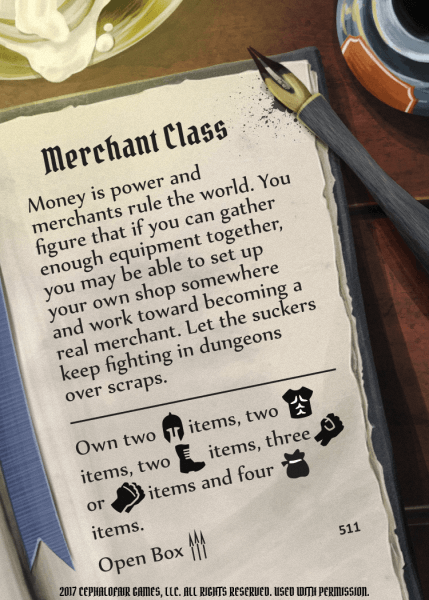 Merchant Class
Money is power and
merchants rule the world. You
figure that if you can gather
enough equipment together,
you may be able to set up
your own shop somewhere
and work toward becoming a
real merchant. Let the suckers
keep fighting in dungeons
over scraps.
Own two items, two
items, two items, three
or items and four
items.
Open Box
511
2017 CEPHALOFAIR GAMES, LLC. ALL RIGHTS RESERVED. USED WITH PERMISSION.